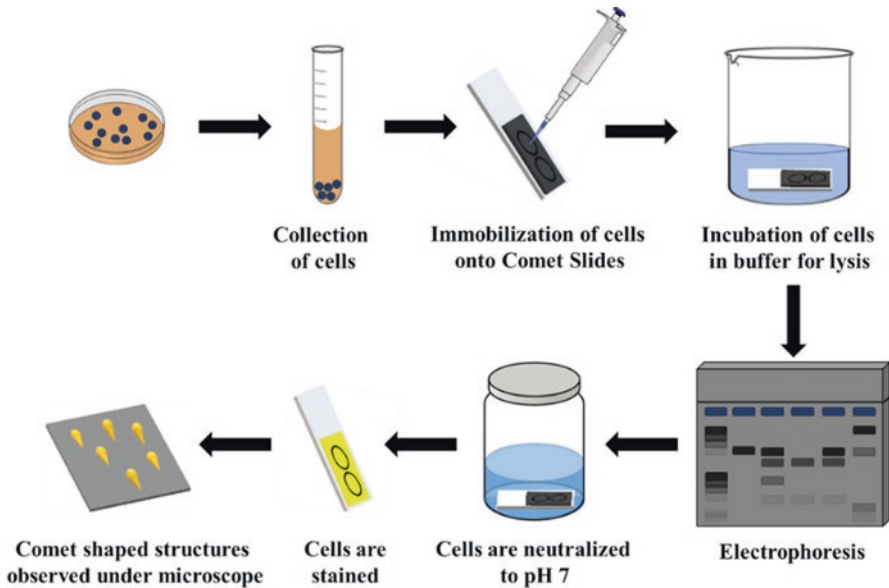 Collection
of cells
Immobilization of cells
onto Comet Slides
Incubation of cells
in buffer for lysis
Electrophoresis
Cells are neutralized
to pH 7
Cells are
stained
Comet shaped structures
observed under microscope